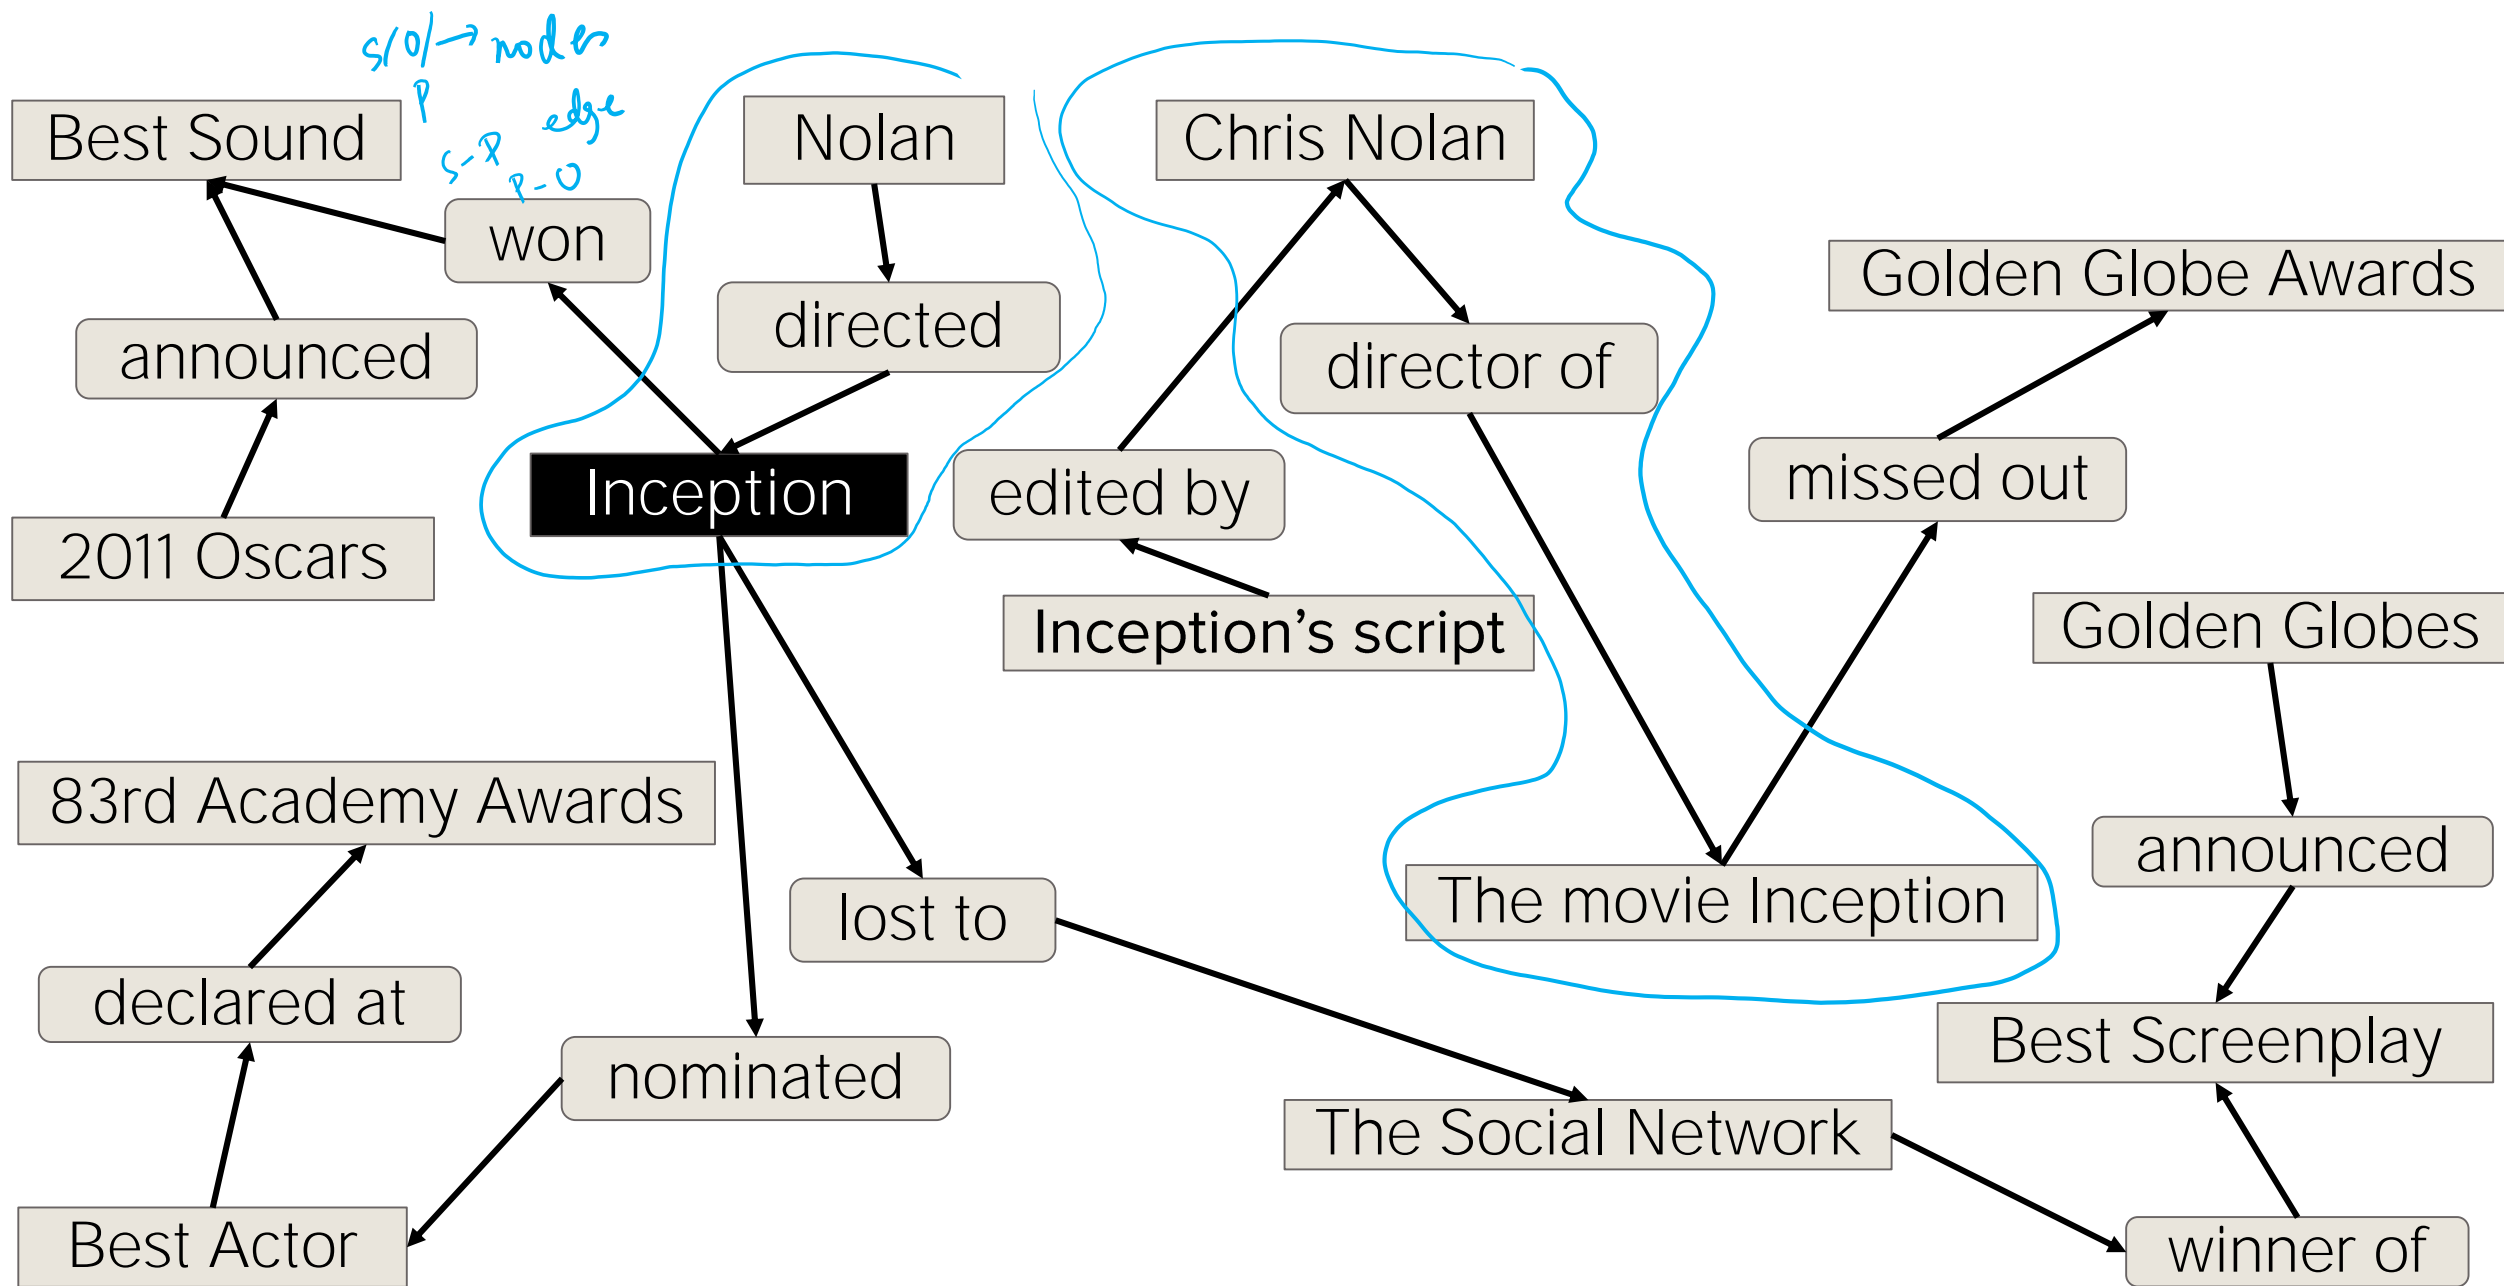 S/O/ → nodes
P
S-P edge
P-O
Best Sound
Nolan
Chris Nolan
won
Golden Globe Awards
directed
announced
director of
Inception
edited by
missed out
2011 Oscars
Inception's script
Golden Globes
83rd Academy Awards
announced
lost to
The movie Inception
declared at
Best Screenplay
nominated
The Social Network
Best Actor
winner of